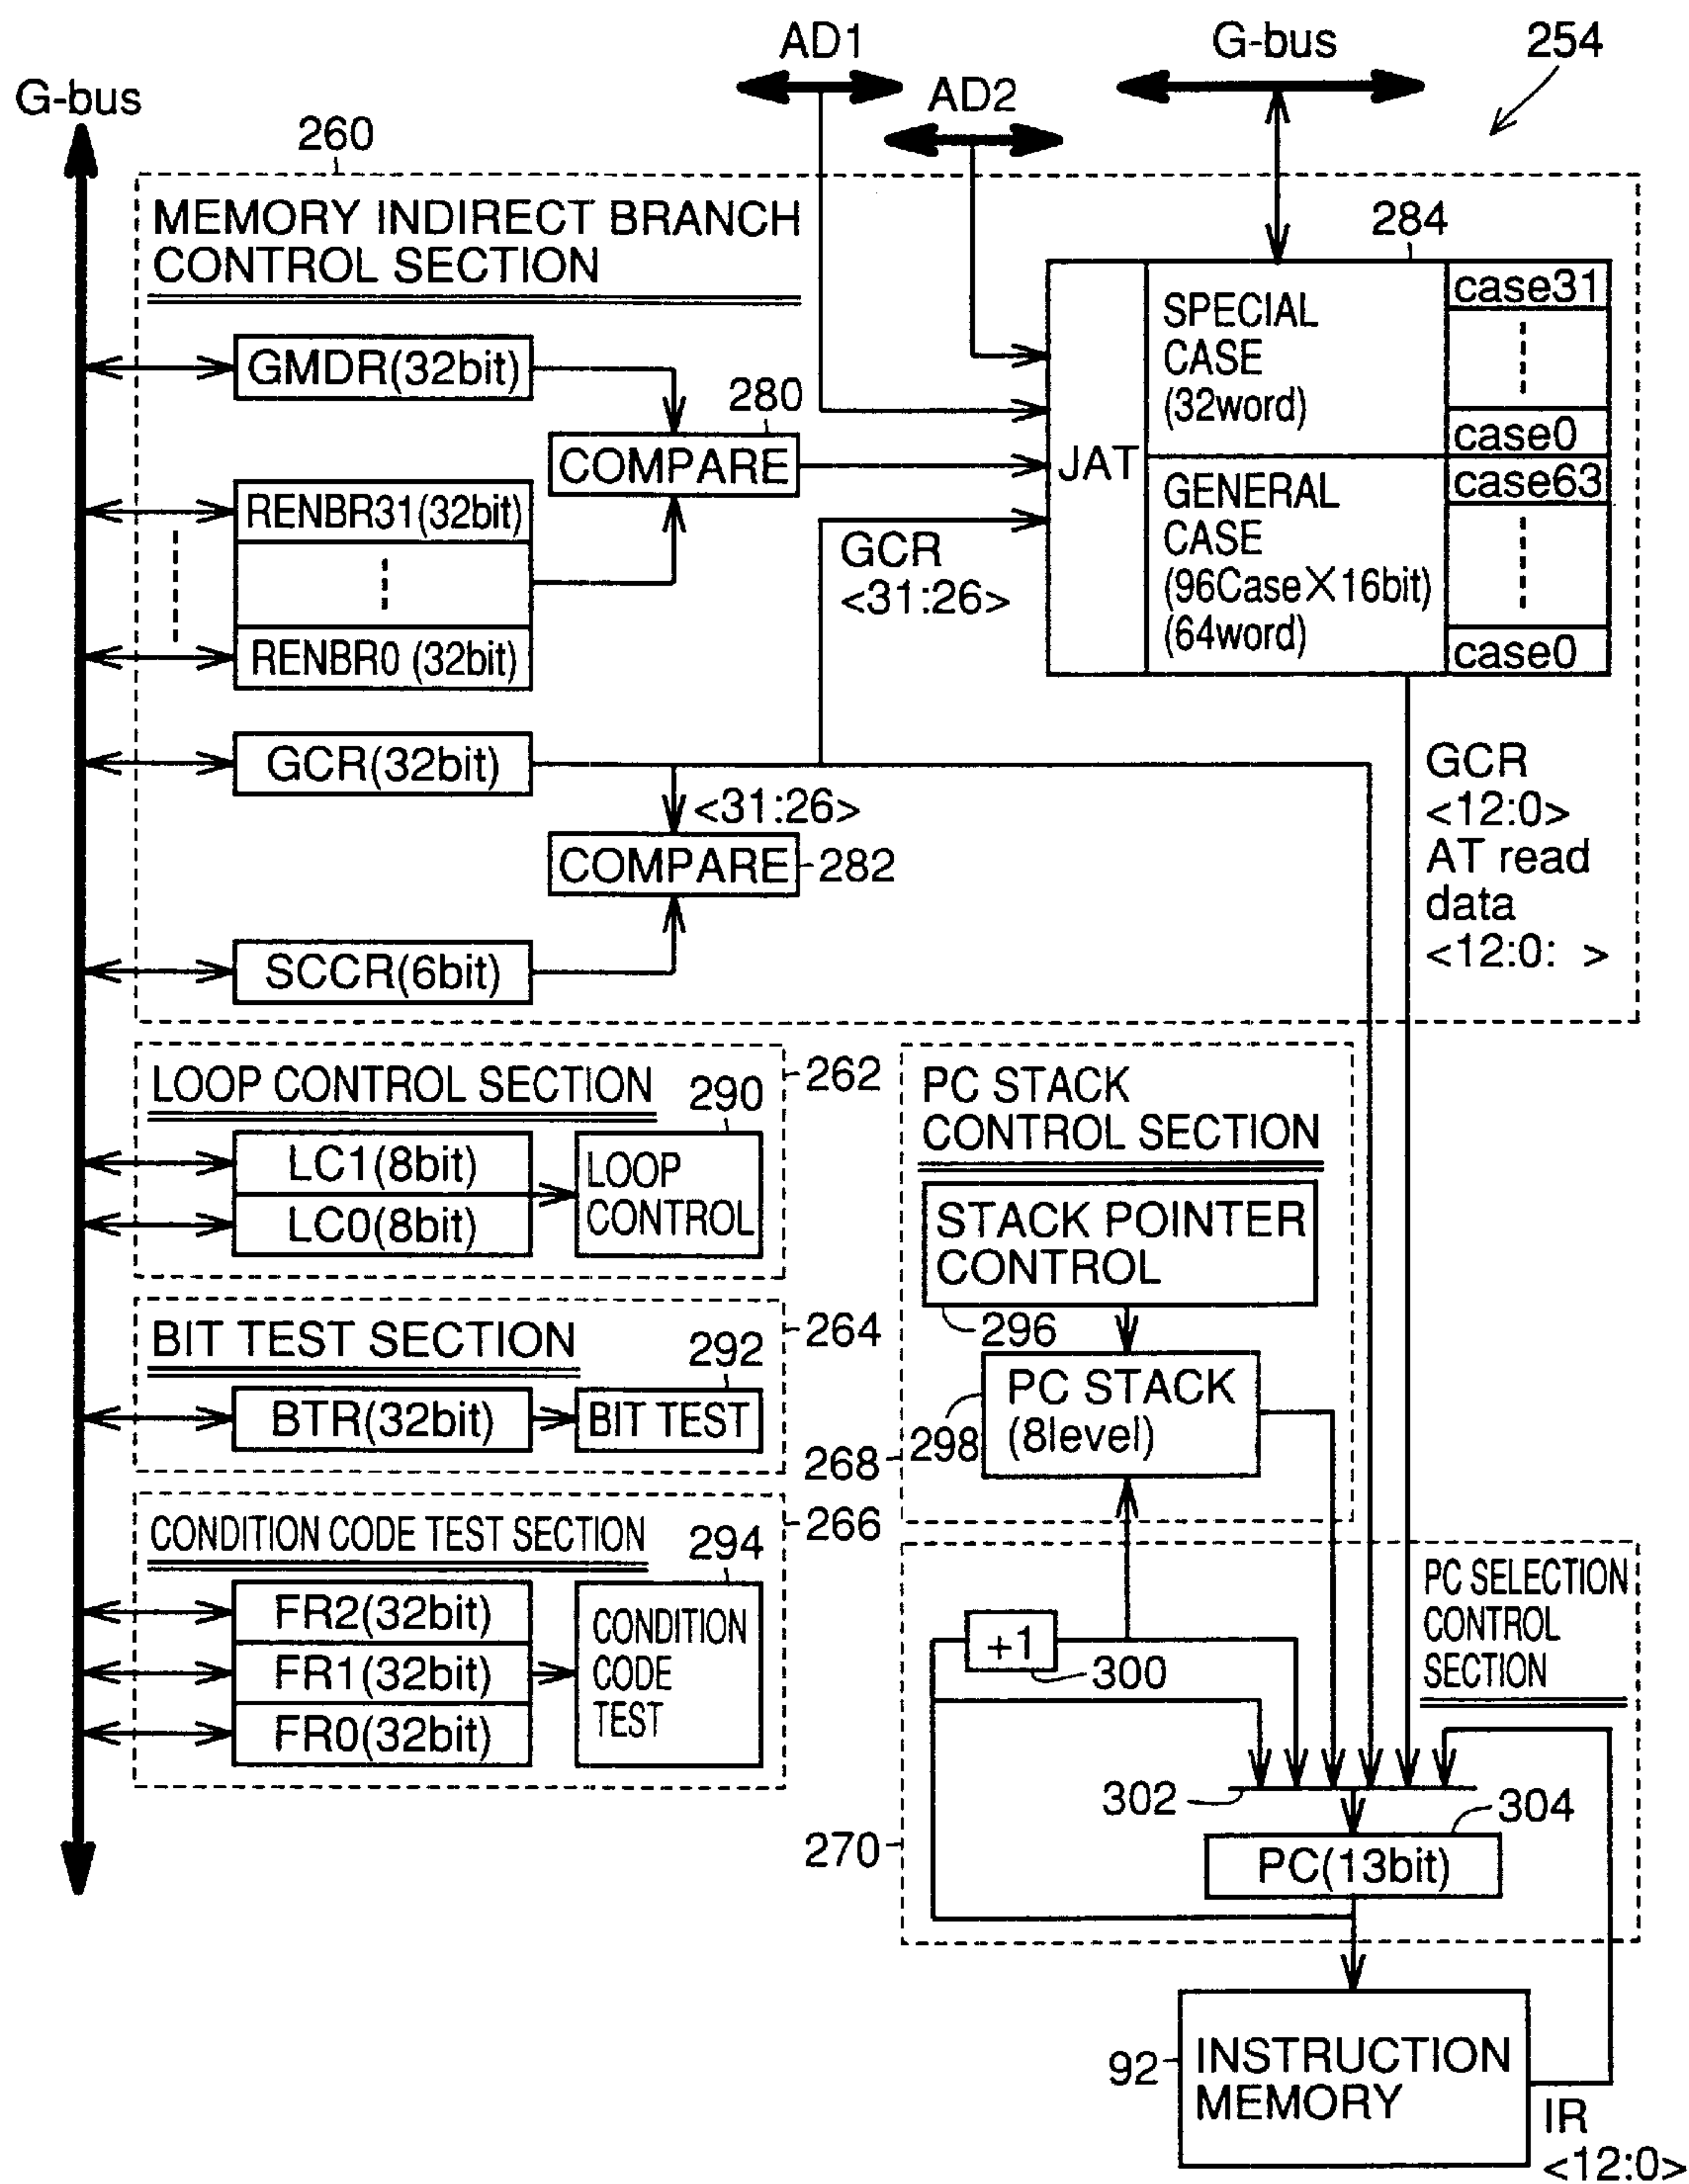 AD1
G-bus
254
AD2
G-bus
260
MEMORY INDIRECT BRANCH
CONTROL SECTION
284
GMDR(32bit)
280
COMPARE
RENBR31(32bit)
RENBR0 (32bit)
GCR
<31:26>
JAT
SPECIAL
CASE
(32word)
case31
case0
GENERAL
CASE
(96Case×16bit)
(64word)
case63
case0
GCR(32bit)
<31:26>
COMPARE
282
SCCR(6bit)
GCR
<12:0>
AT read
data
<12:0: >
LOOP CONTROL SECTION
290
262
LC1(8bit)
LC0(8bit)
LOOP
CONTROL
PC STACK
CONTROL SECTION
STACK POINTER
CONTROL
296
BIT TEST SECTION
292
264
BTR(32bit)
BIT TEST
PC STACK
(8level)
298
268
CONDITION CODE TEST SECTION
294
266
FR2(32bit)
FR1(32bit)
FR0(32bit)
CONDITION
CODE
TEST
PC SELECTION
CONTROL
SECTION
+1
300
302
304
270
PC(13bit)
92
INSTRUCTION
MEMORY
IR
<12:0>